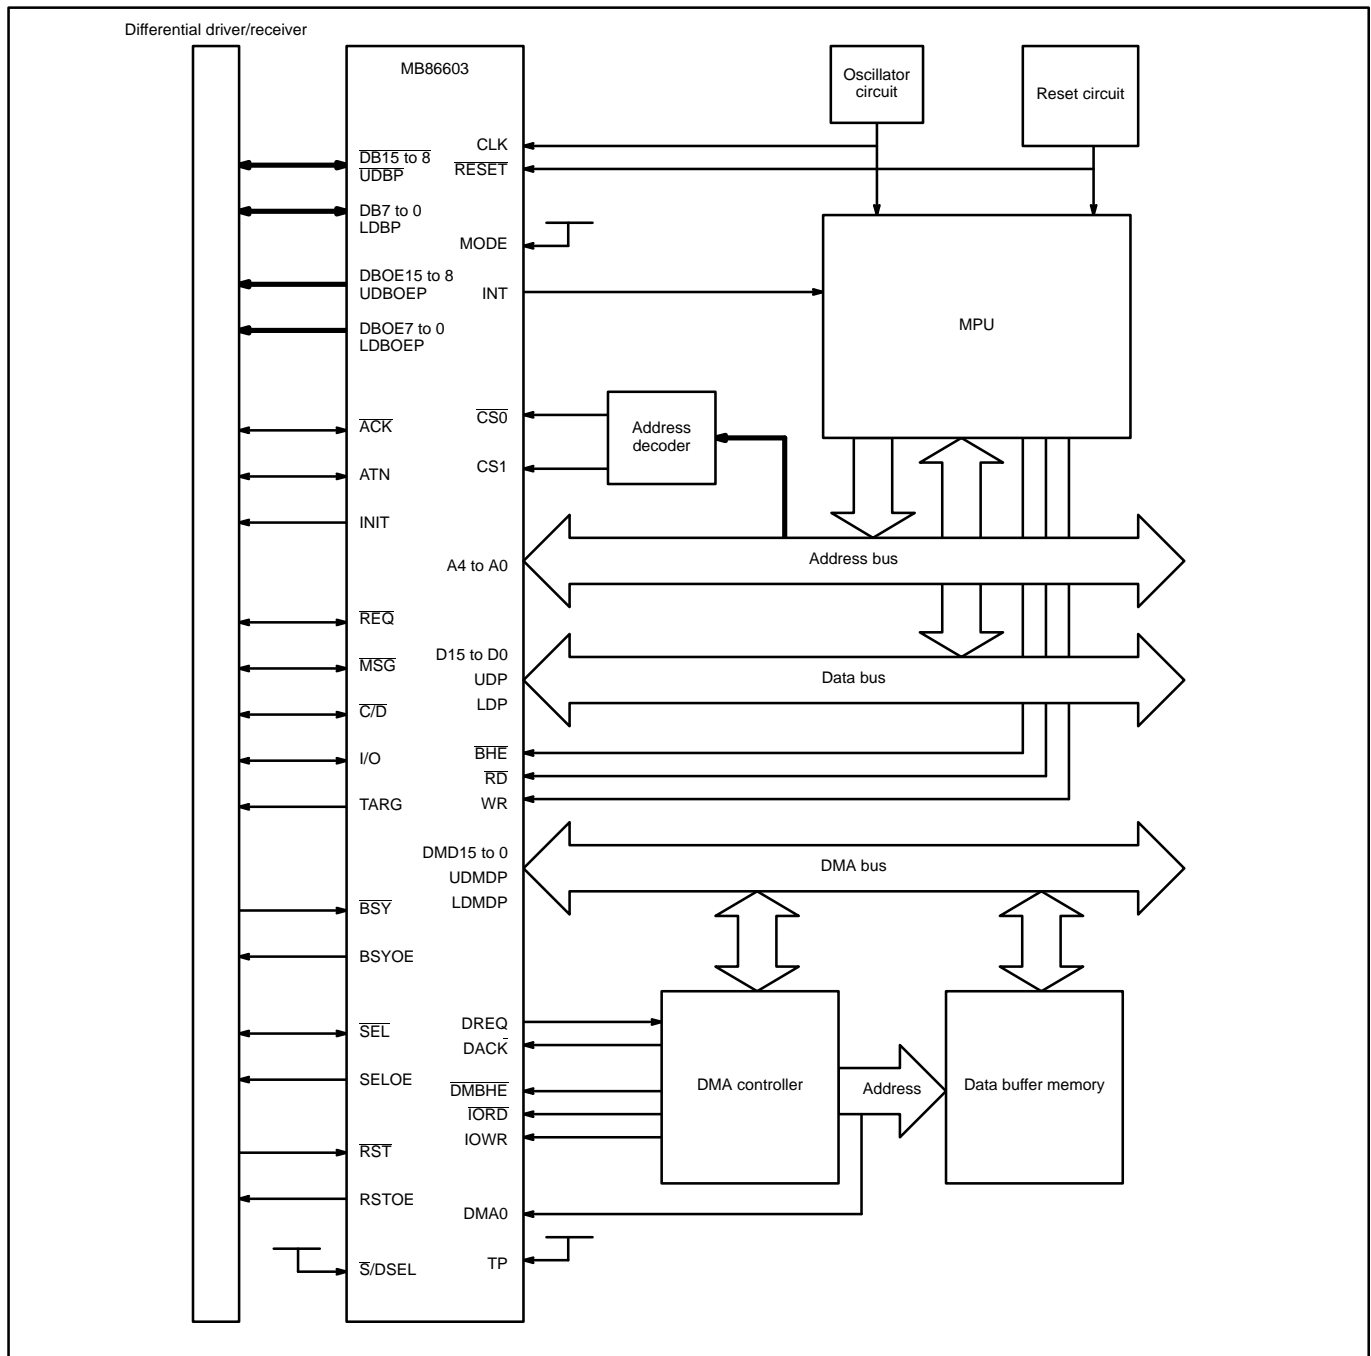 Differential driver/receiver
MB86603
Oscillator
circuit
Reset circuit
CLK
DB15 to 8
UDBP
RESET
DB7 to 0
LDBP
MODE
DBOE15 to 8
UDBOEP
INT
MPU
DBOE7 to 0
LDBOEP
CS0
ACK
Address
decoder
CS1
ATN
INIT
A4 to A0
Address bus
REQ
D15 to D0
MSG
UDP
Data bus
LDP
C/D
BHE
I/O
RD
WR
TARG
DMD15 to 0
DMA bus
UDMDP
LDMDP
BSY
BSYOE
DREQ
SEL
DACK
SELOE
DMBHE
DMA controller
Address
Data buffer memory
IORD
IOWR
RST
RSTOE
DMA0
TP
S/DSEL